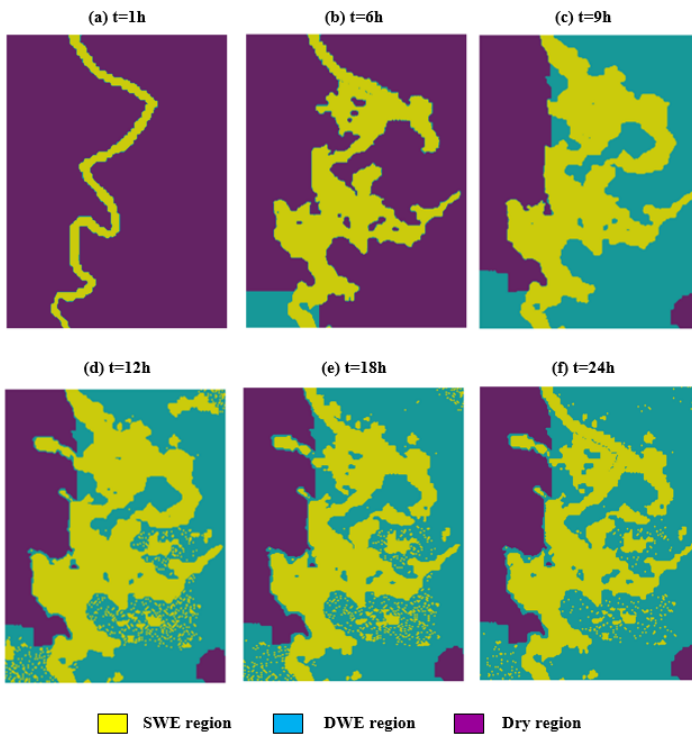 (a) t=1h
(b) t=6h
(c) t=9h
(d) t=12h
(e) t=18h
(f) t=24h
SWE region
DWE region
Dry region